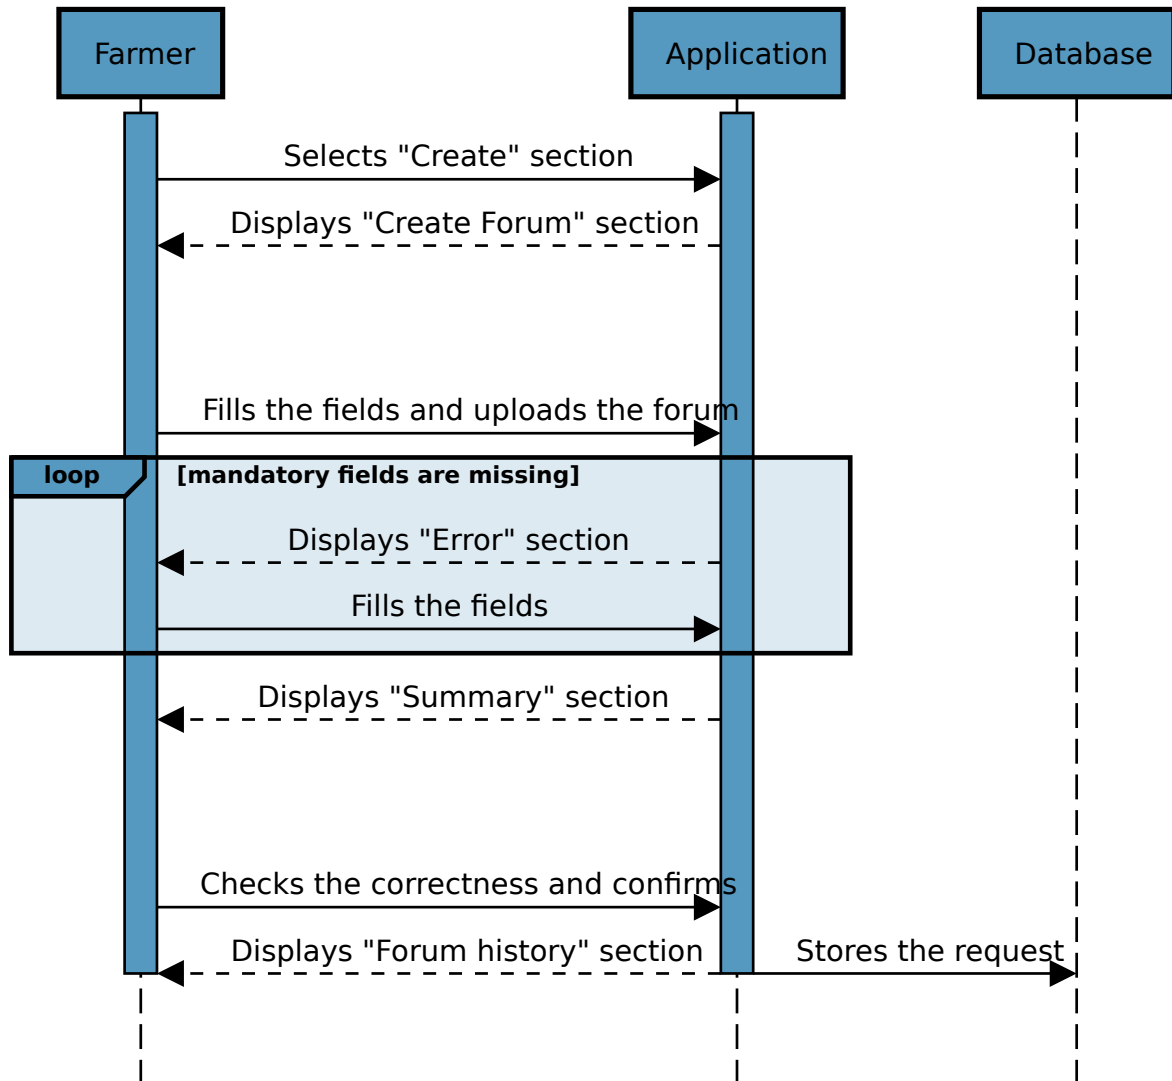 Farmer
Application
Database
Selects "Create" section
Displays "Create Forum" section
Fills the fields and uploads the forum
loop
[mandatory fields are missing]
Displays "Error" section
Fills the fields
Displays "Summary" section
Checks the correctness and confirms
Displays "Forum history" section
Stores the request